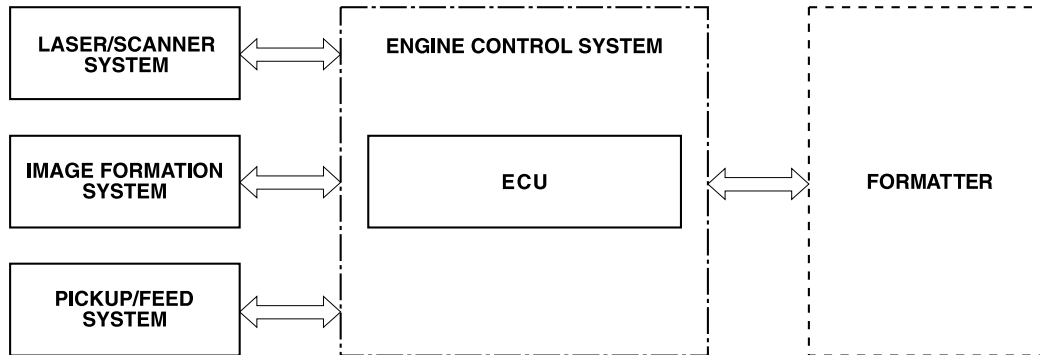 LASER/SCANNER
SYSTEM
ENGINE CONTROL SYSTEM
IMAGE FORMATION
SYSTEM
ECU
FORMATTER
PICKUP/FEED
SYSTEM